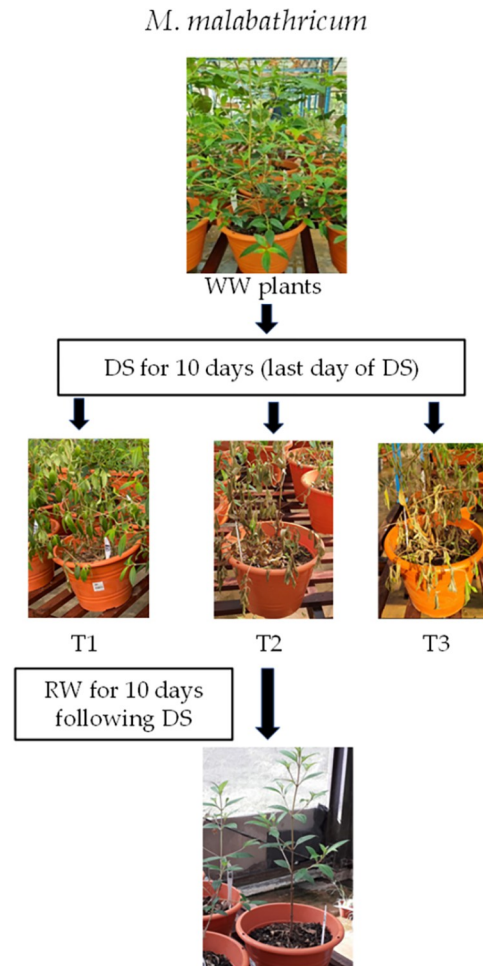 M. malabathricum
WW plants
DS for 10 days (last day of DS)
T1
T2
T3
RW for 10 days
following DS